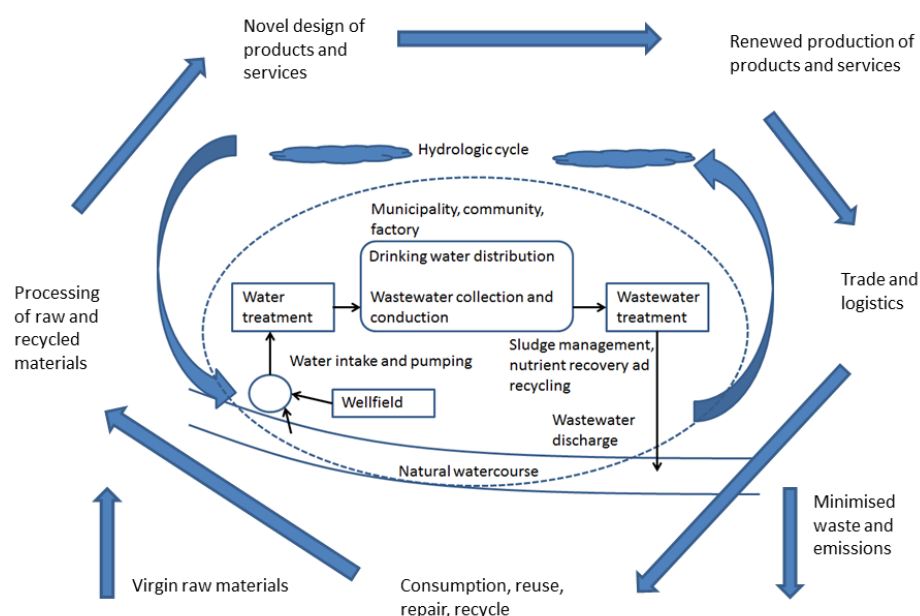 Novel design of
products and
services
Renewed production of
products and services
Hydrologic cycle
Municipality, community,
factory
Drinking water distribution
Wastewater collection and
conduction
Water
treatment
Wastewater
treatment
Trade and
logistics
Processing
of raw and
recycled
materials
Water intake and pumping
Sludge management,
nutrient recovery ad
recycling
Wellfield
Wastewater
discharge
Natural watercourse
Minimised
waste and
emissions
Virgin raw materials
Consumption, reuse,
repair, recycle